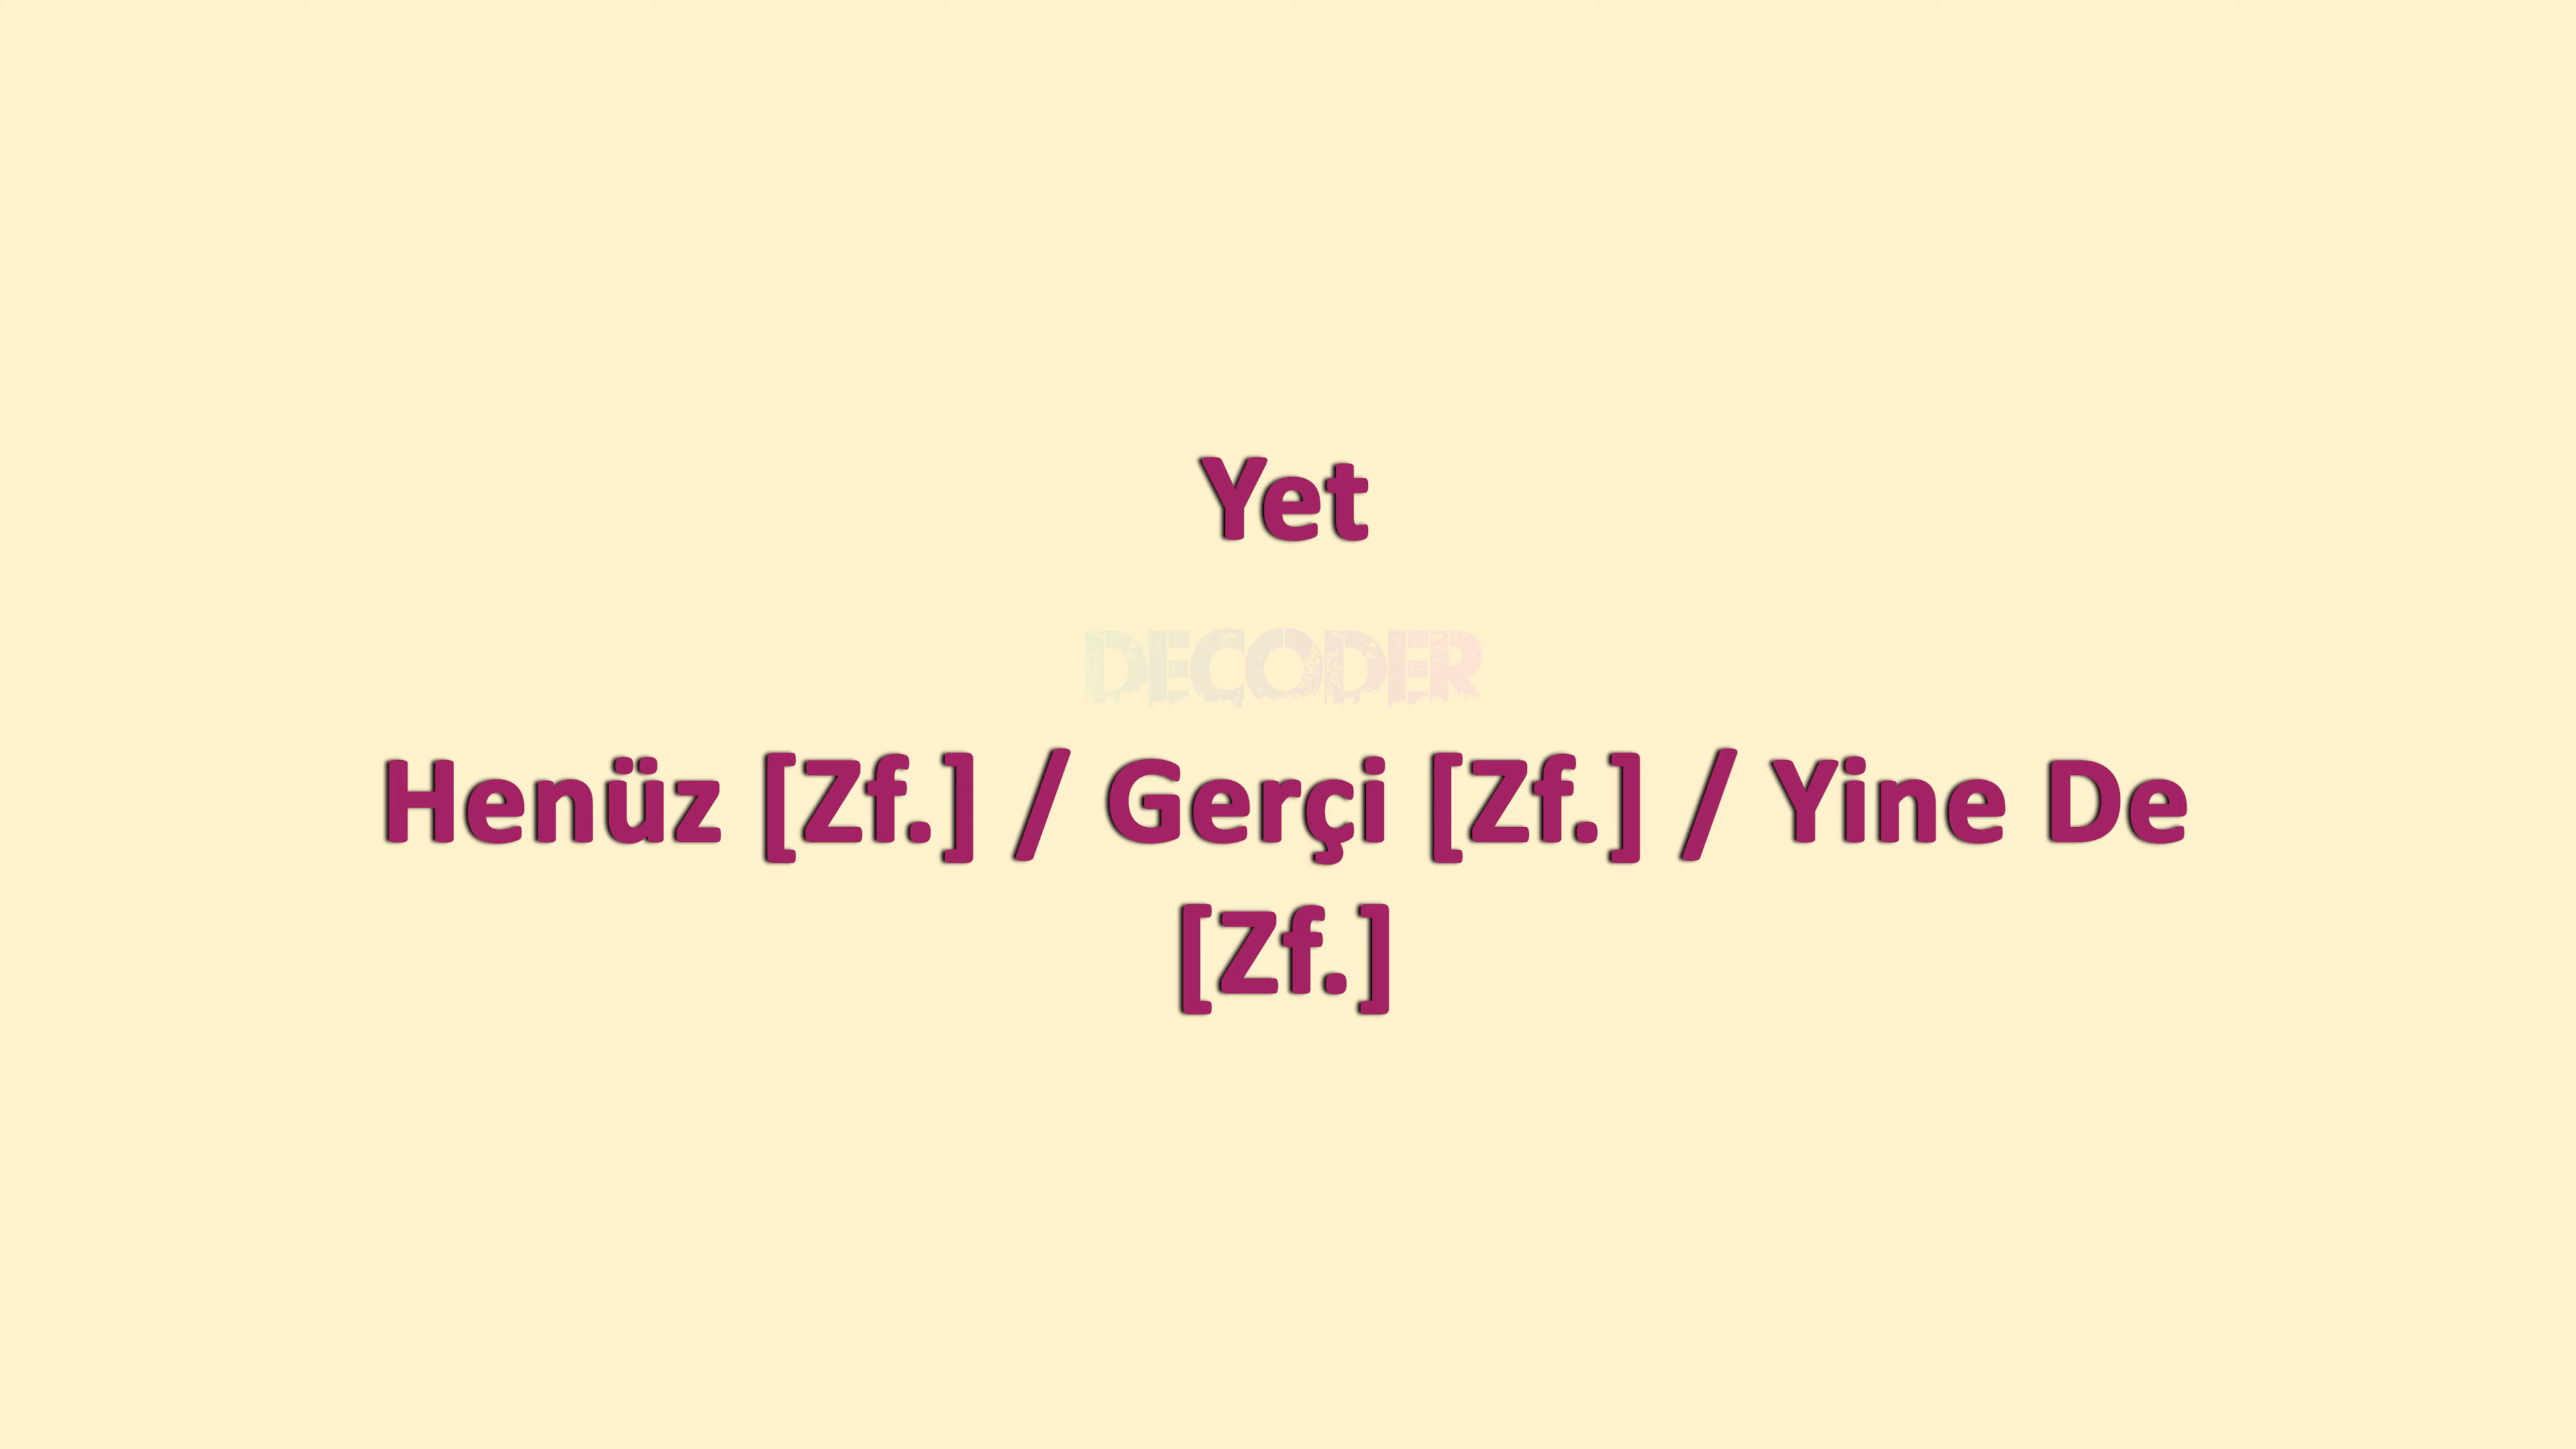 Yet
DECODER
Henüz [Zf.] / Gerçi [Zf.] / Yine De
[Zf.]